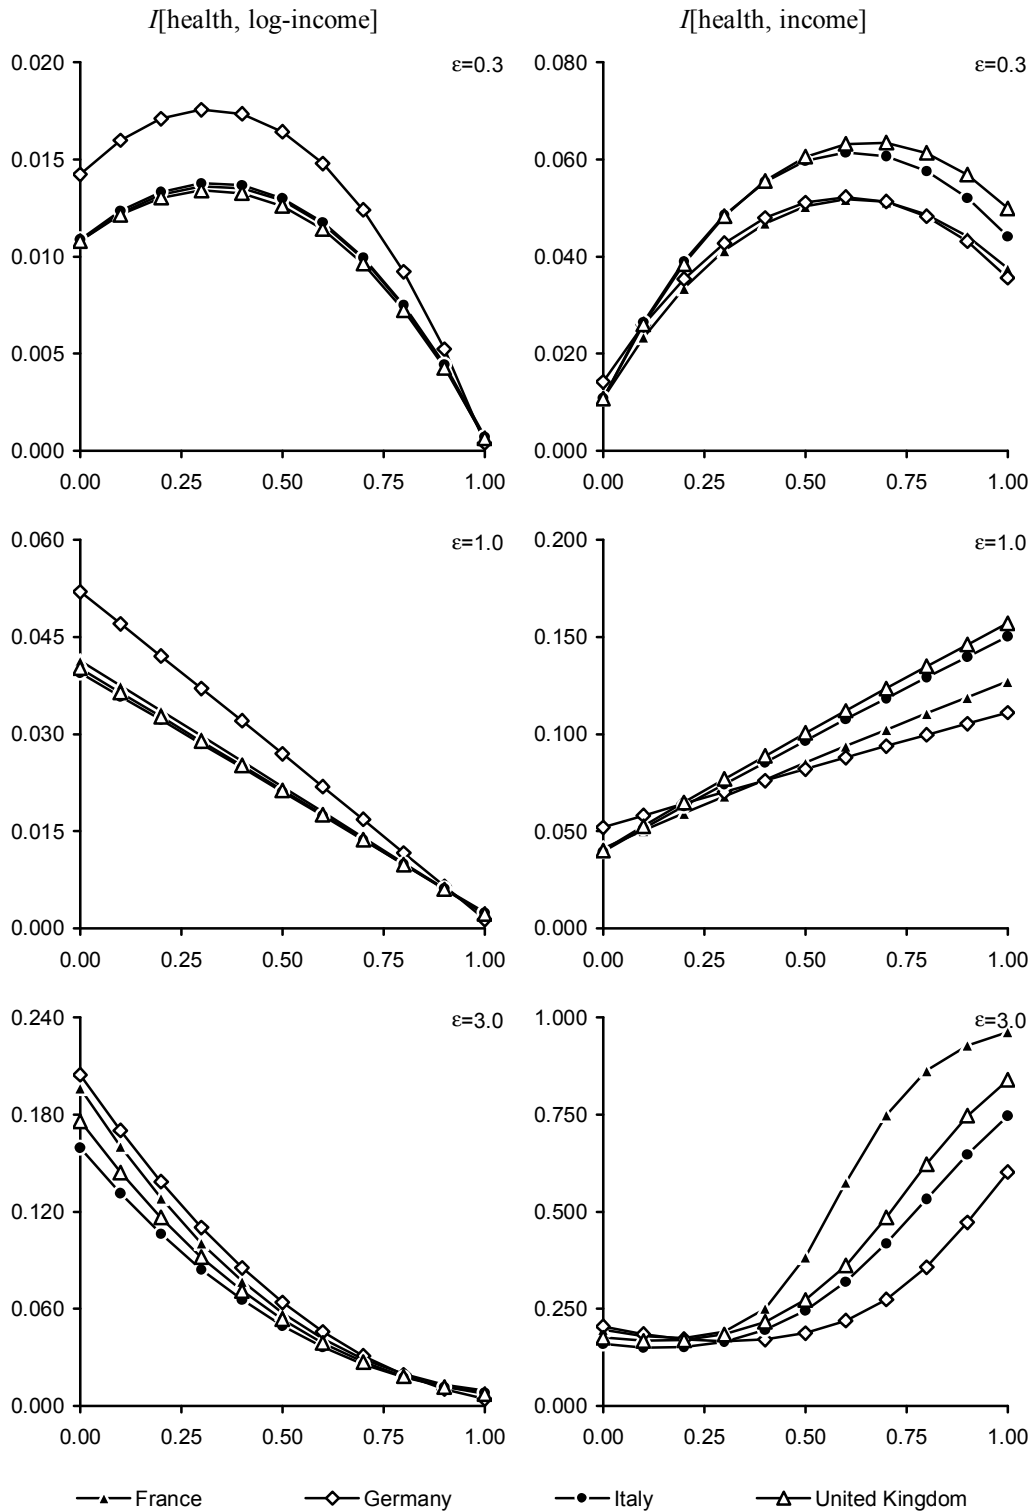 I[health, log-income]
I[health, income]
ε=0.3
0.020
0.015
0.010
0.005
0.000
0.00 0.25 0.50 0.75 1.00
ε=0.3
0.080
0.060
0.040
0.020
0.000
0.00 0.25 0.50 0.75 1.00
ε=1.0
0.060
0.045
0.030
0.015
0.000
0.00 0.25 0.50 0.75 1.00
ε=1.0
0.200
0.150
0.100
0.050
0.000
0.00 0.25 0.50 0.75 1.00
ε=3.0
0.240
0.180
0.120
0.060
0.000
0.00 0.25 0.50 0.75 1.00
ε=3.0
1.000
0.750
0.500
0.250
0.000
0.00 0.25 0.50 0.75 1.00
France Germany Italy United Kingdom